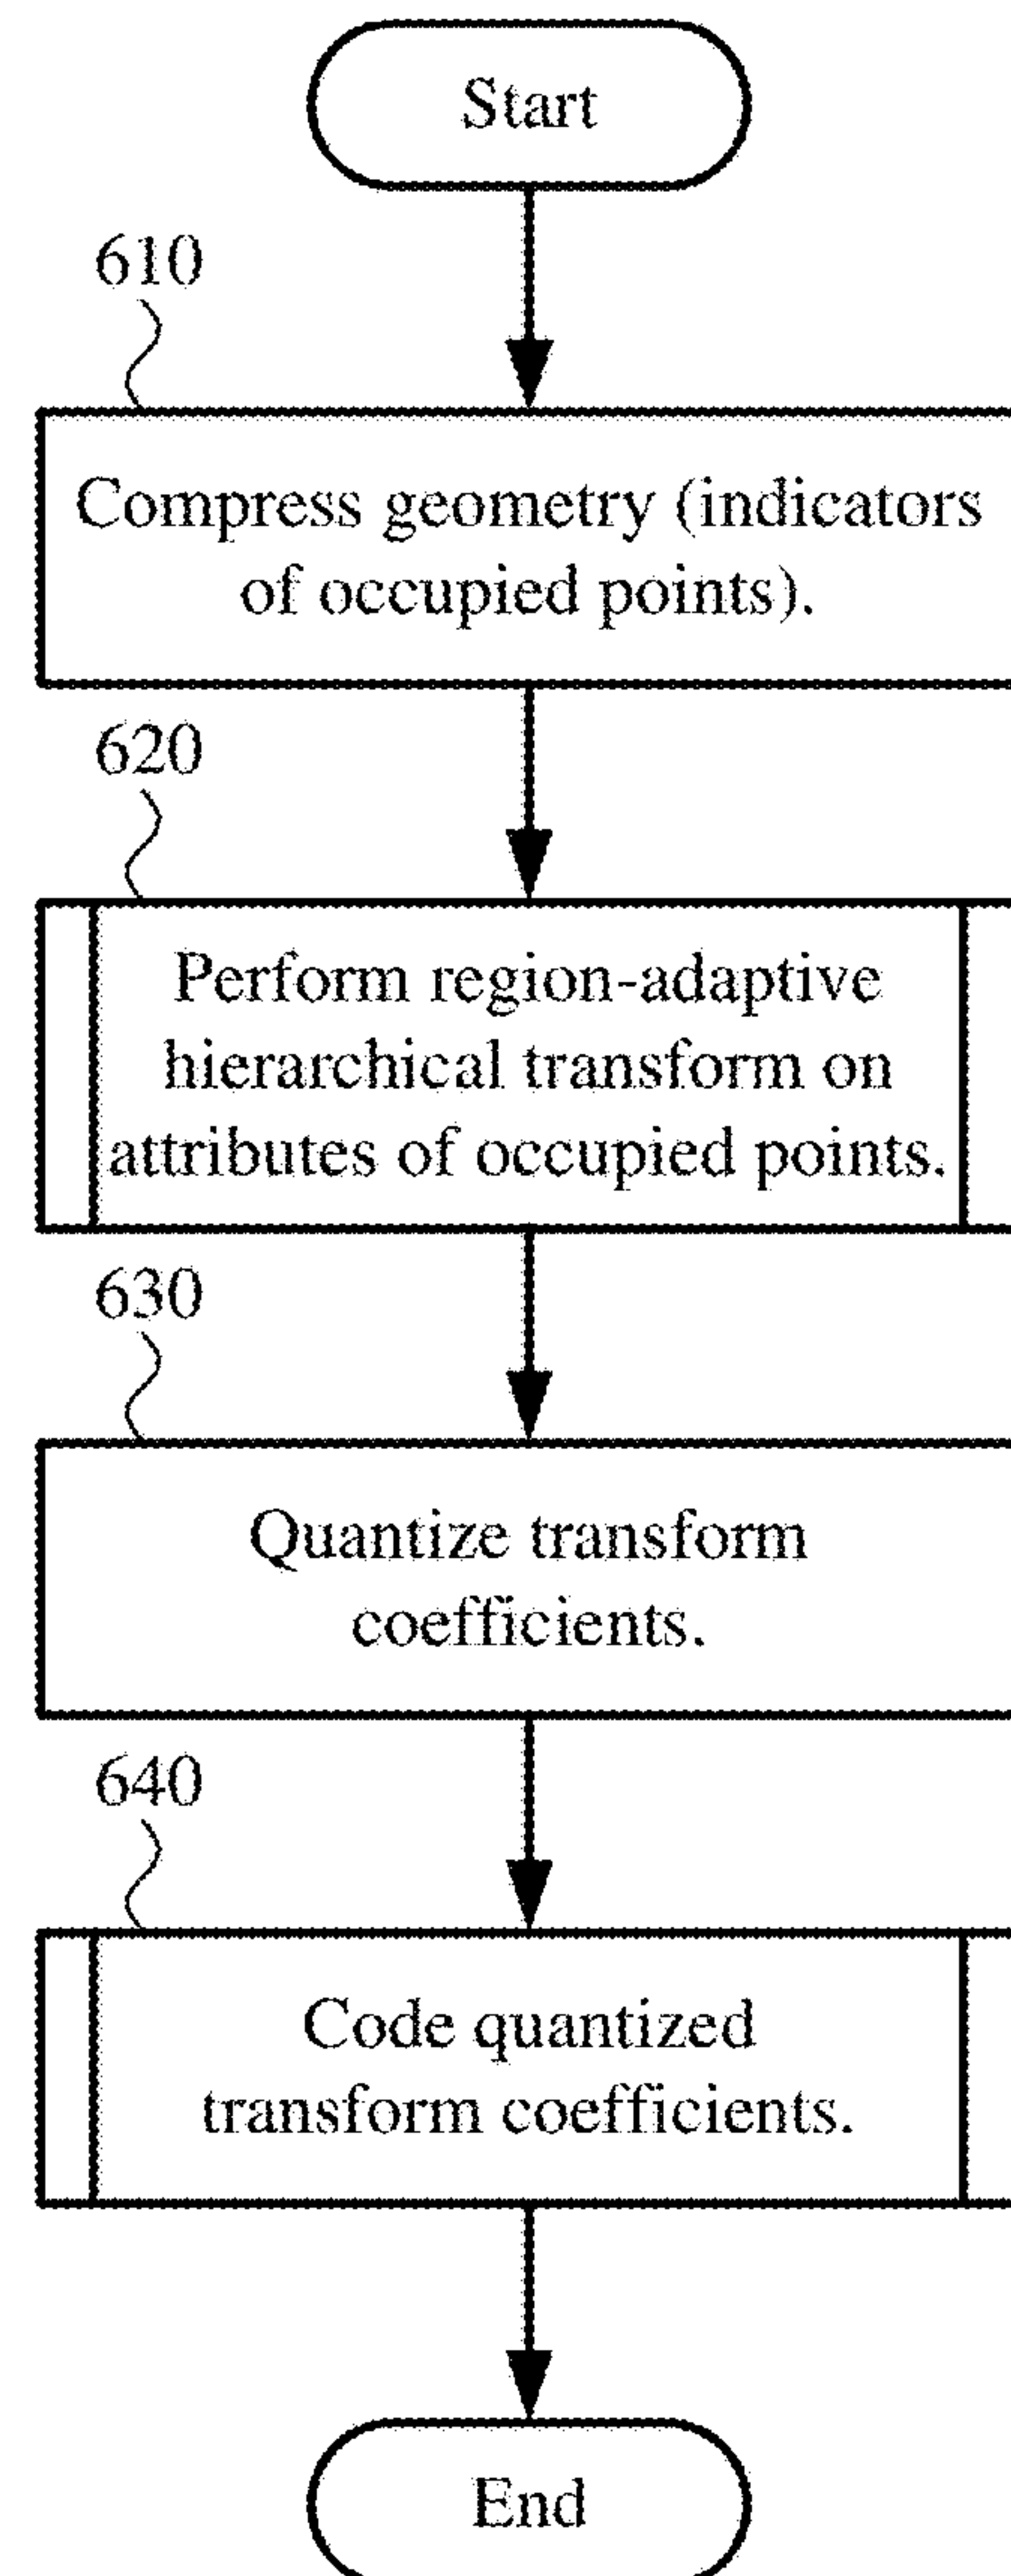 Start
610
Compress geometry (indicators
of occupied points).
620
Perform region-adaptive
hierarchical transform on
attributes of occupied points.
630
Quantize transform
coefficients.
640
Code quantized
transform coefficients.
End